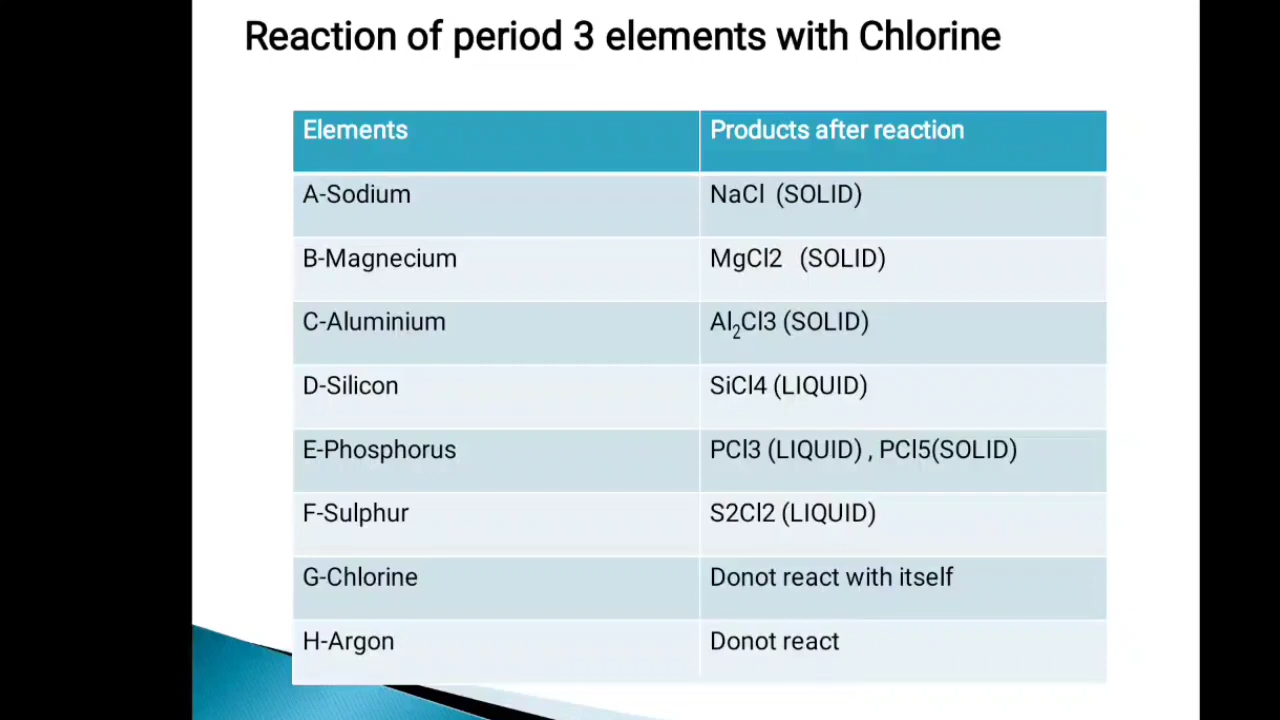 Reaction of period 3 elements with Chlorine
Elements Products after reaction
A-Sodium NaCl (SOLID)
B-Magnecium MgCl2 (SOLID)
C-Aluminium Al₂Cl3 (SOLID)
D-Silicon SiCl4 (LIQUID)
E-Phosphorus PCl3 (LIQUID) , PCl5(SOLID)
F-Sulphur S2Cl2 (LIQUID)
G-Chlorine Donot react with itself
H-Argon Donot react